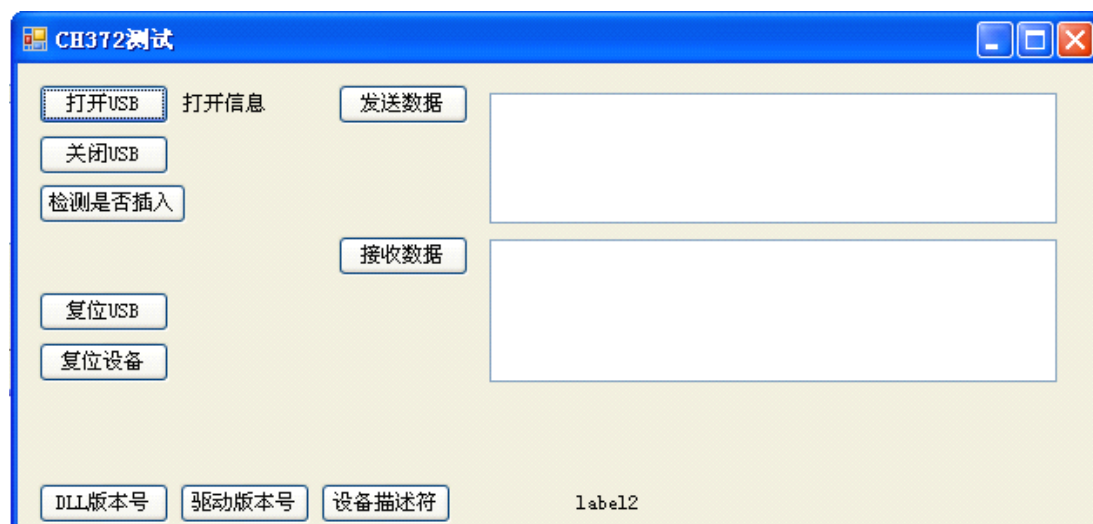 CH372测试
打开USB 打开信息 发送数据
关闭USB
检测是否插入
接收数据
复位USB
复位设备
DLL版本号 驱动版本号 设备描述符 label2